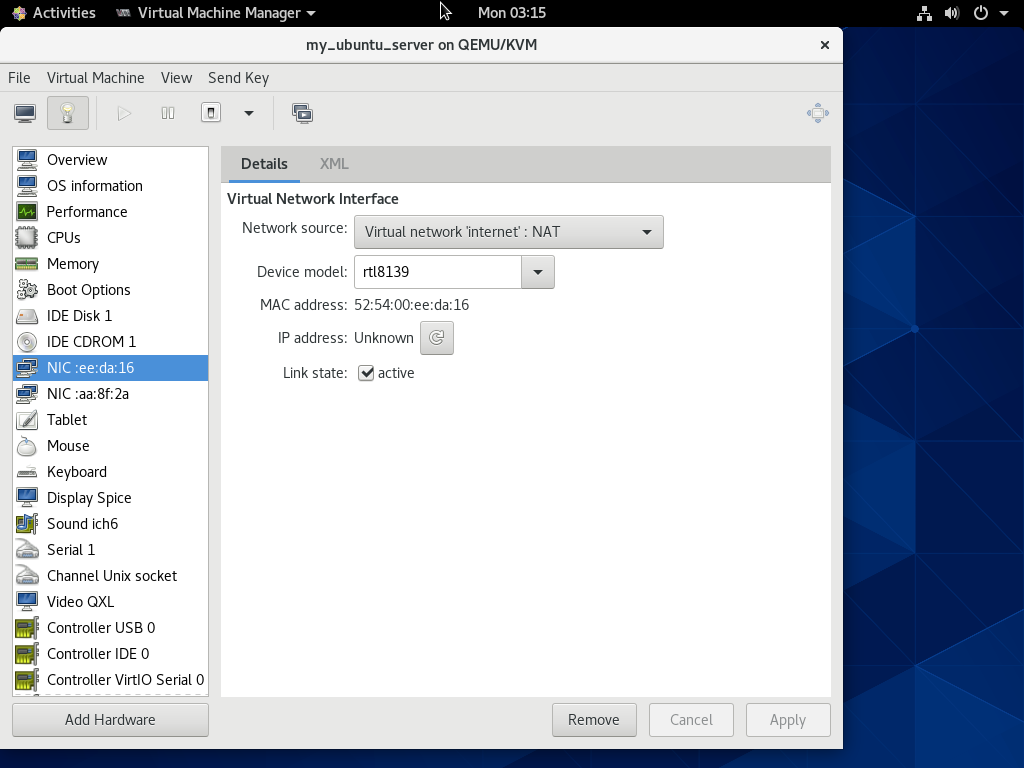 Activities Virtual Machine Manager Mon 03:15
my_ubuntu_server on QEMU/KVM
File Virtual Machine View Send Key
Overview
OS information
Performance
CPUs
Memory
Boot Options
IDE Disk 1
IDE CDROM 1
NIC :ee:da:16
NIC :aa:8f:2a
Tablet
Mouse
Keyboard
Display Spice
Sound ich6
Serial 1
Channel Unix socket
Video QXL
Controller USB 0
Controller IDE 0
Controller VirtIO Serial 0
Add Hardware
Details XML
Virtual Network Interface
Network source: Virtual network 'internet' : NAT
Device model: rtl8139
MAC address: 52:54:00:ee:da:16
IP address: Unknown
Link state: active
Remove Cancel Apply